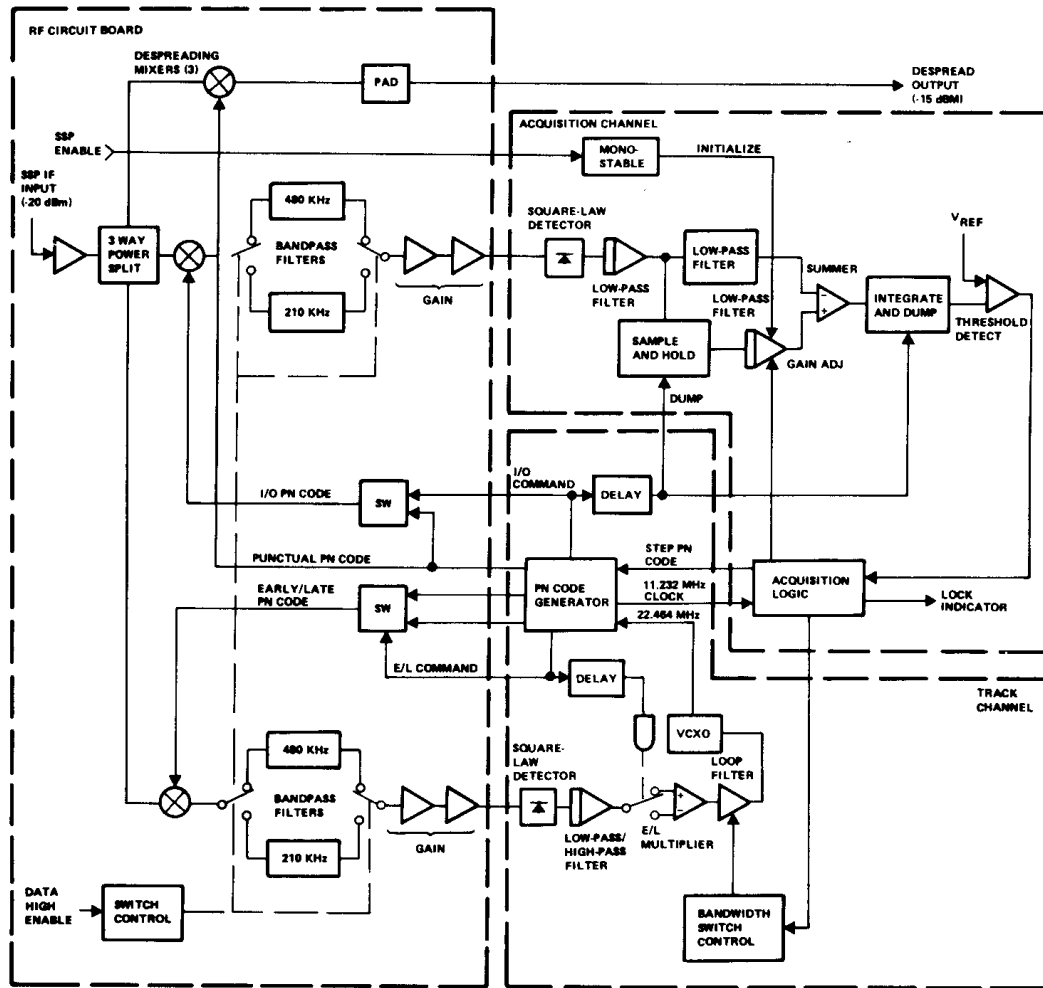 RF CIRCUIT BOARD
DESPREADING
MIXERS (3)
PAD
DESPREAD
OUTPUT
(-15 dBM)
SSP
ENABLE
ACQUISITION CHANNEL
MONO-
STABLE
INITIALIZE
SSP IF
INPUT
(-20 dBm)
3 WAY
POWER
SPLIT
480 KHz
BANDPASS
FILTERS
210 KHz
GAIN
SQUARE-LAW
DETECTOR
LOW-PASS
FILTER
LOW-PASS
FILTER
LOW-PASS
FILTER
SAMPLE
AND HOLD
GAIN ADJ
SUMMER
-
+
INTEGRATE
AND DUMP
VREF
THRESHOLD
DETECT
DUMP
I/O
COMMAND
DELAY
I/O PN CODE
SW
PUNCTUAL PN CODE
EARLY/LATE
PN CODE
SW
E/L COMMAND
PN CODE
GENERATOR
STEP PN
CODE
11.232 MHz
CLOCK
22.464 MHz
ACQUISITION
LOGIC
LOCK
INDICATOR
DELAY
TRACK
CHANNEL
VCXO
LOOP
FILTER
480 KHz
BANDPASS
FILTERS
210 KHz
GAIN
SQUARE-
LAW
DETECTOR
LOW-PASS/
HIGH-PASS
FILTER
+
-
E/L
MULTIPLIER
DATA
HIGH
ENABLE
SWITCH
CONTROL
BANDWIDTH
SWITCH
CONTROL